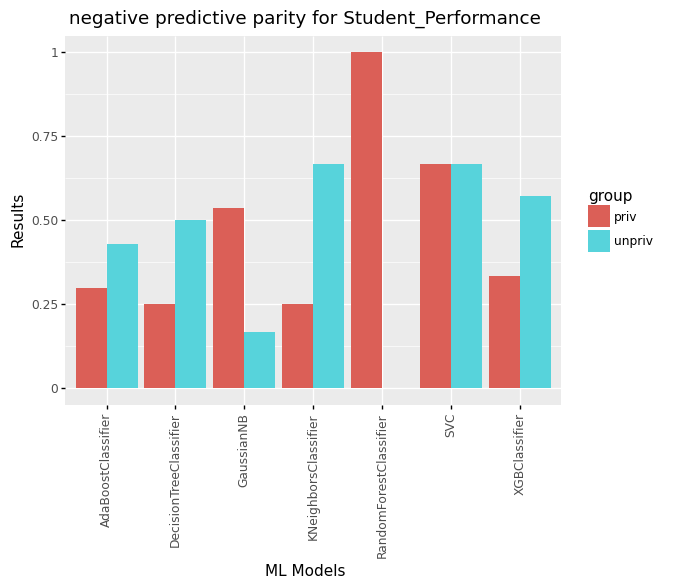 negative predictive parity for Student_Performance
Results
1
0.75
0.50
0.25
0
group
priv
unpriv
AdaBoostClassifier
DecisionTreeClassifier
GaussianNB
KNeighborsClassifier
RandomForestClassifier
SVC
XGBClassifier
ML Models